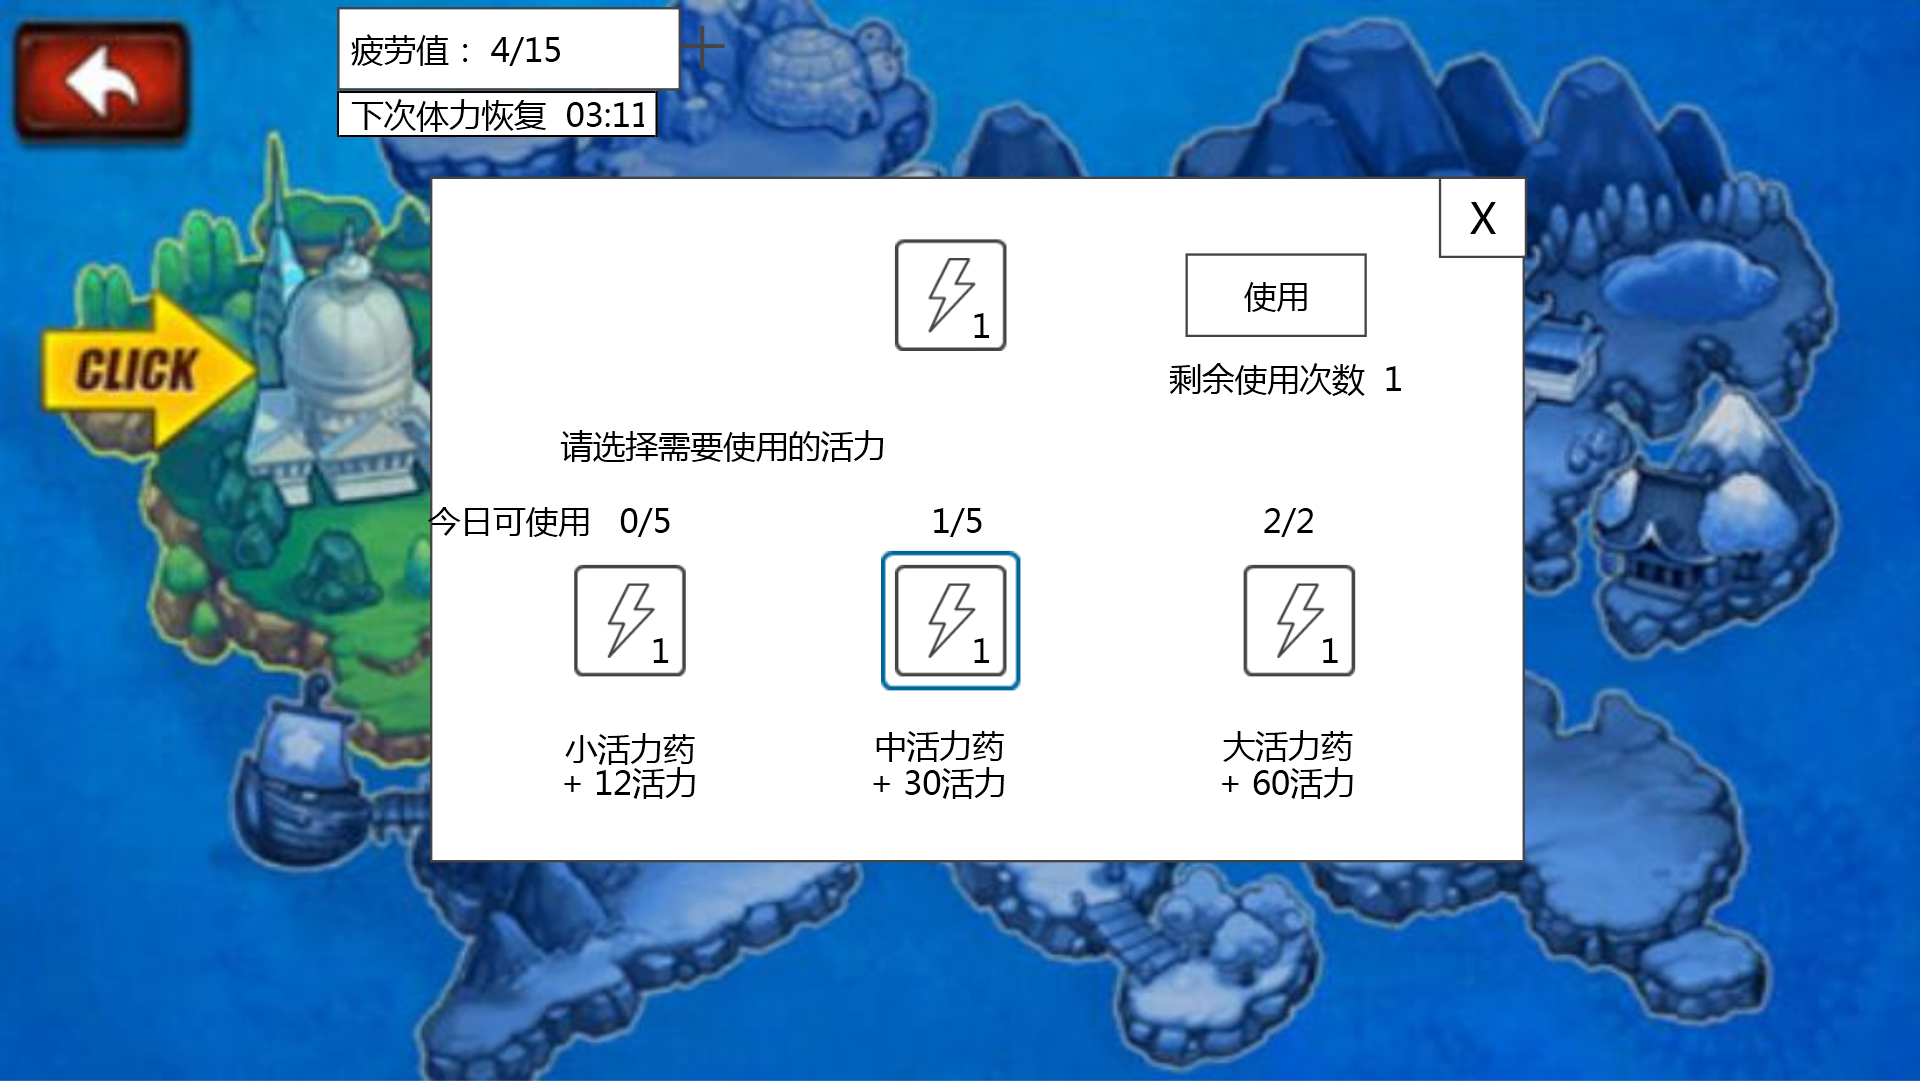 疲劳值： 4/15
下次体力恢复 03:11
X
1
使用
剩余使用次数 1
CLICK
请选择需要使用的活力
今日可使用 0/5 1/5 2/2
1 1 1
小活力药 中活力药 大活力药
+ 12活力 + 30活力 + 60活力